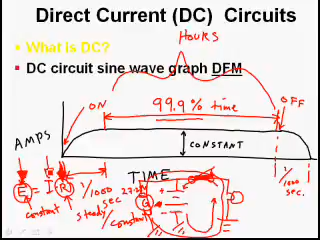 Direct Current (DC) Circuits
HOURS
What is DC?
DC circuit sine wave graph DFM
ON
99.9% time
OFF
AMPS
CONSTANT
TIME
E = I R
1/1000 sec
1/1000 sec.
constant
steady/constant
G